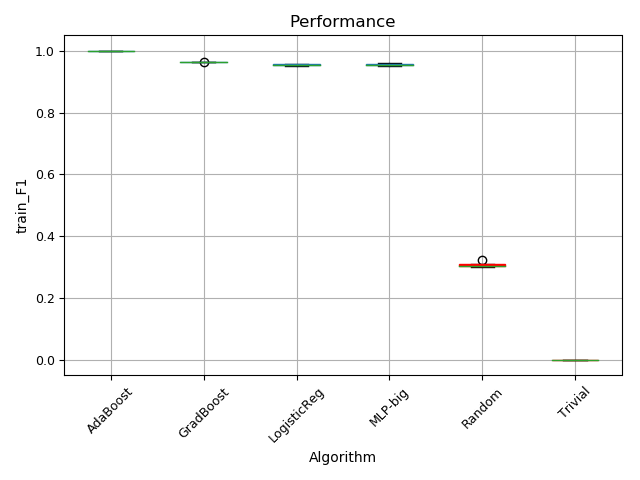 Performance
train_F1
1.0
0.8
0.6
0.4
0.2
0.0
AdaBoost
GradBoost
LogisticReg
MLP-big
Random
Trivial
Algorithm